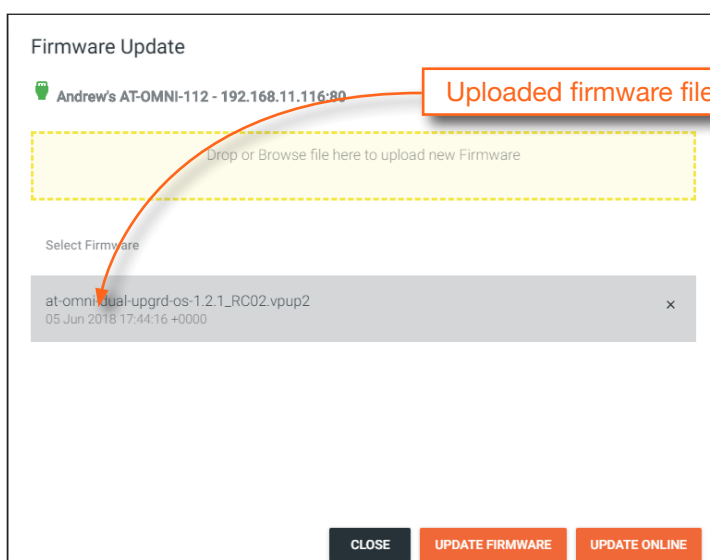 Firmware Update
Andrew's AT-OMNI-112 - 192.168.11.116:80
Uploaded firmware file
Drop or Browse file here to upload new Firmware
Select Firmware
at-omni-dual-upgrd-os-1.2.1_RC02.vpup2
×
05 Jun 2018 17:44:16 +0000
CLOSE UPDATE FIRMWARE UPDATE ONLINE